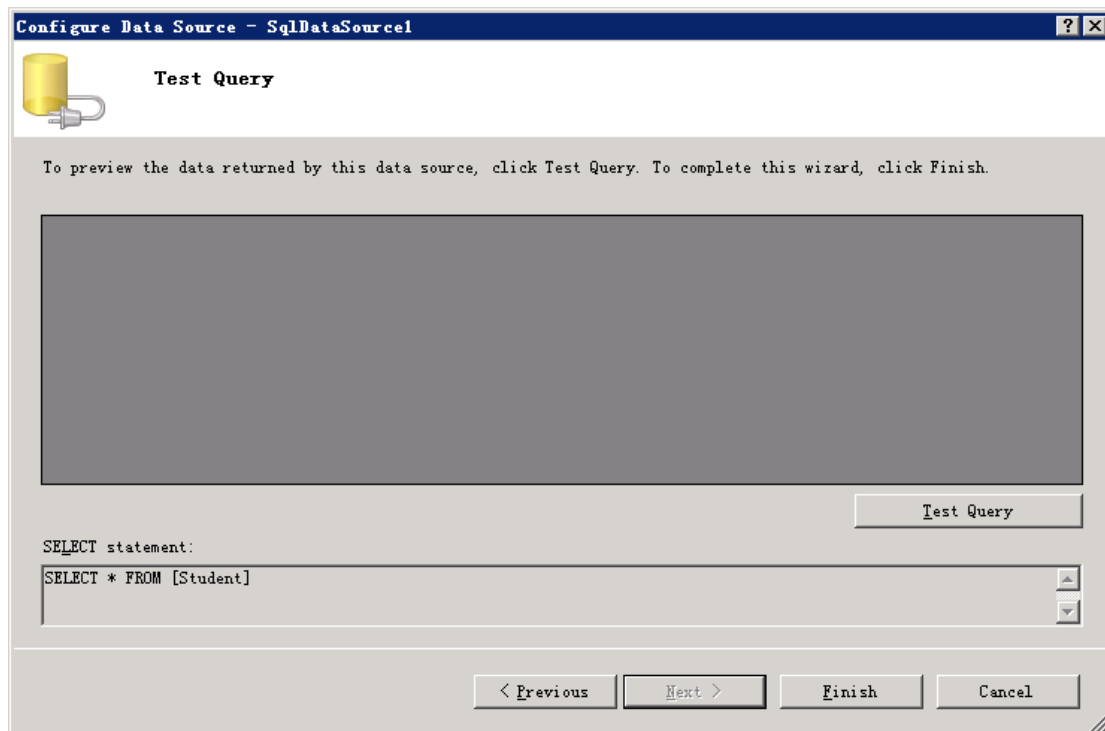 Configure Data Source - SqlDataSource1
Test Query
To preview the data returned by this data source, click Test Query. To complete this wizard, click Finish.
Test Query
SELECT statement:
SELECT * FROM [Student]
< Previous Next > Finish Cancel